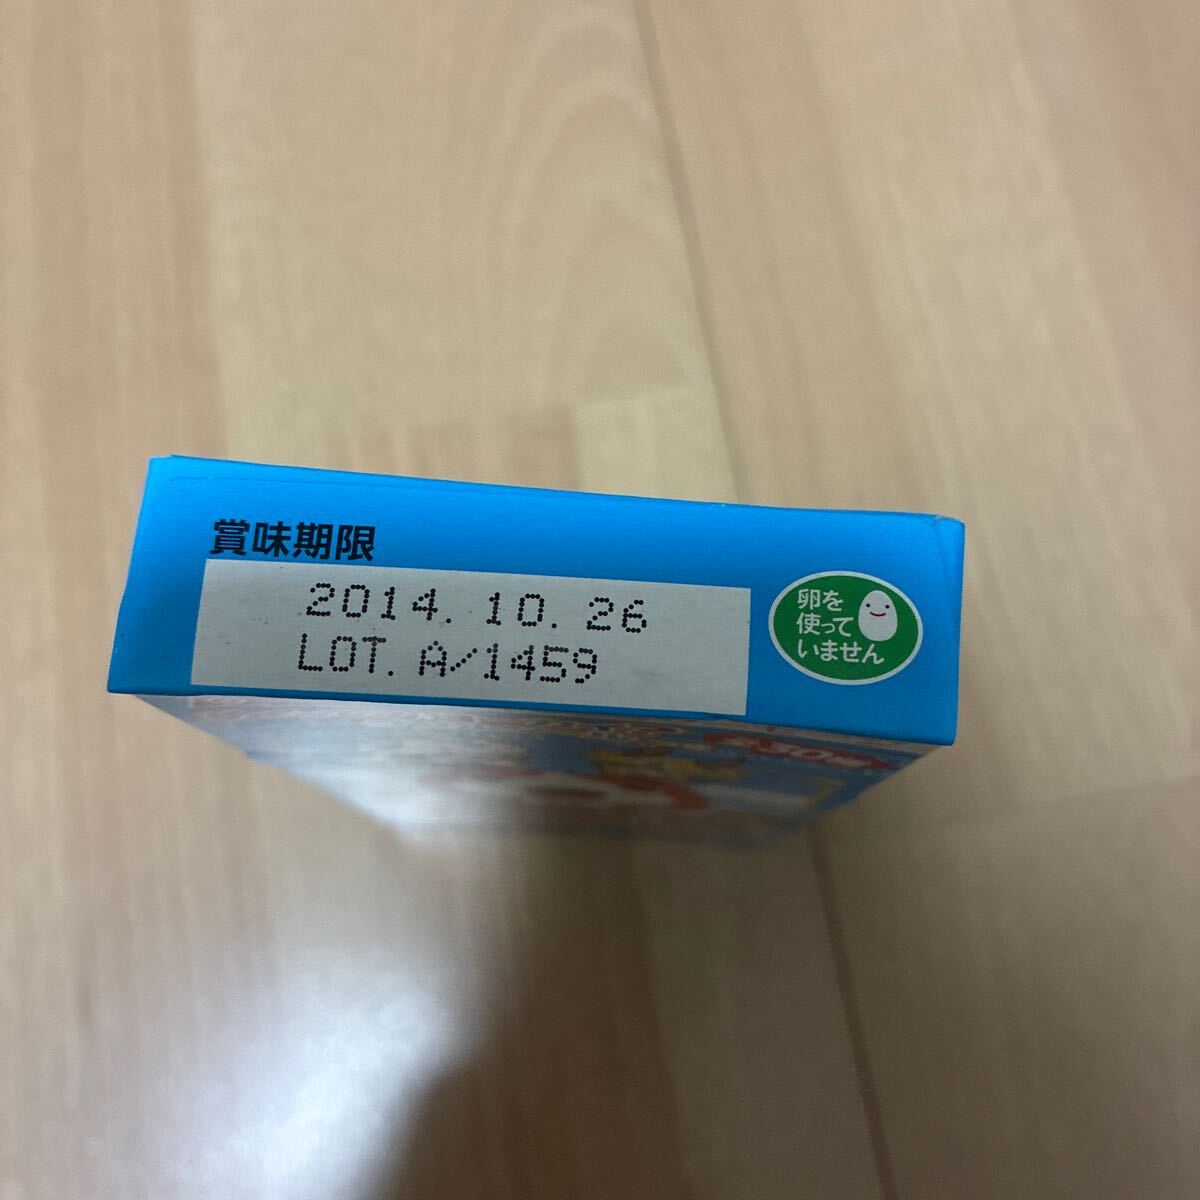 賞味期限
2014.10.26
LOT.A/1459
卵を
使って
いません